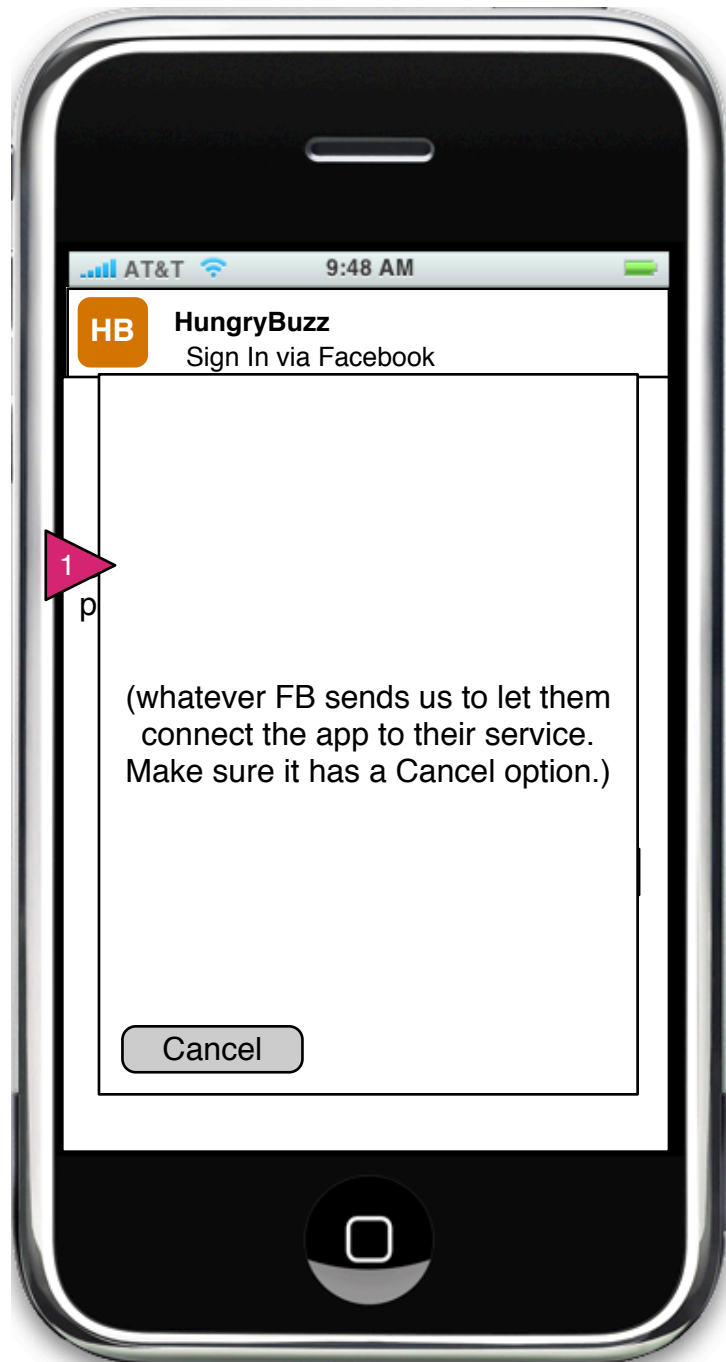 AT&T 9:48 AM
HB HungryBuzz
Sign In via Facebook
1
p
(whatever FB sends us to let them
connect the app to their service.
Make sure it has a Cancel option.)
Cancel